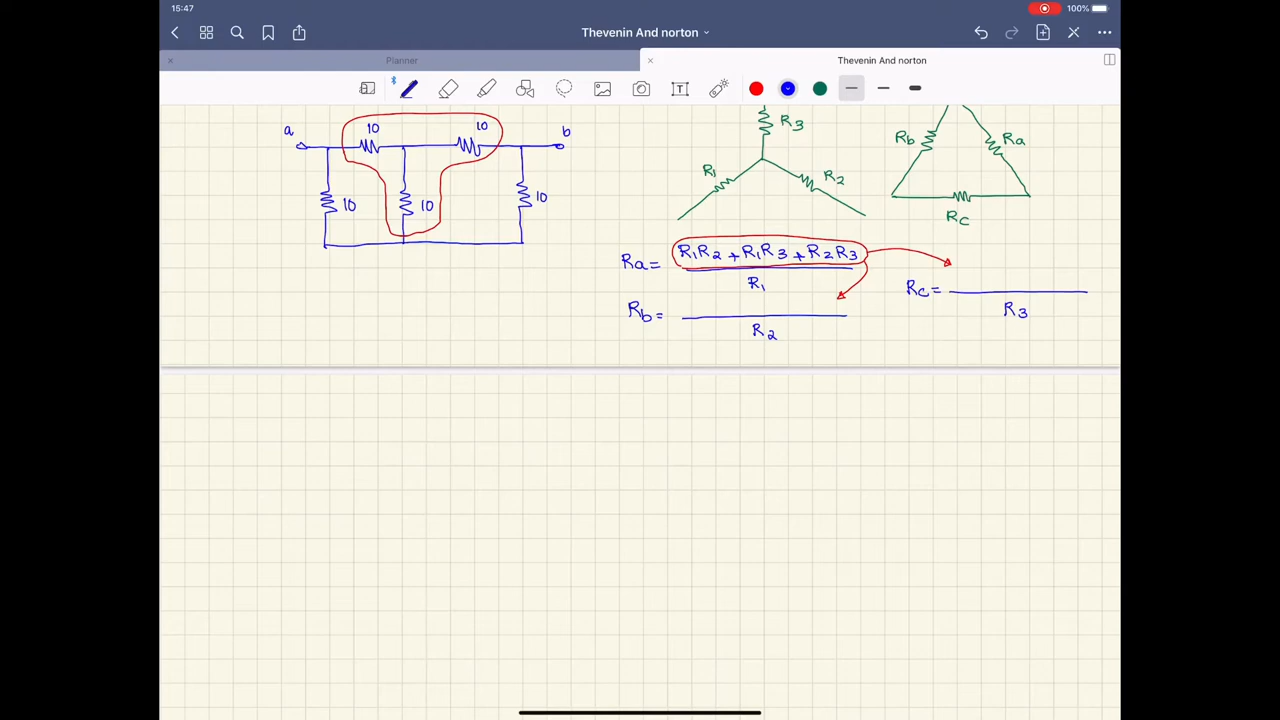 15:47
100%
Thevenin And norton
Planner
Thevenin And norton
T
a
10
10
b
10
10
10
R3
R1
R2
Rb
Ra
Rc
Ra= R1R2 + R1R3 + R2R3
R1
Rb=
R2
Rc=
R3